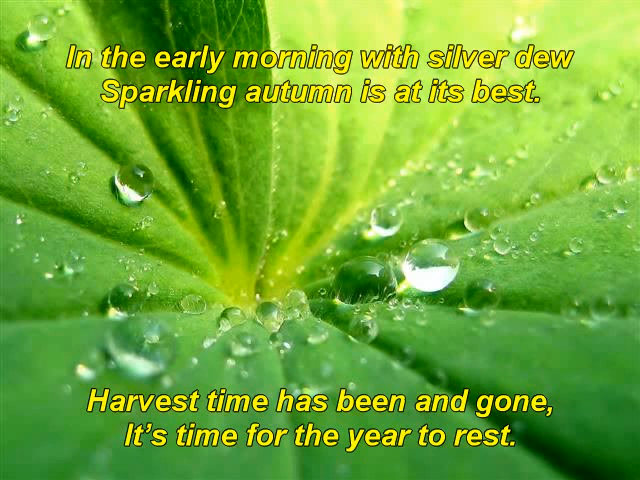 In the early morning with silver dew
Sparkling autumn is at its best.
Harvest time has been and gone,
It’s time for the year to rest.